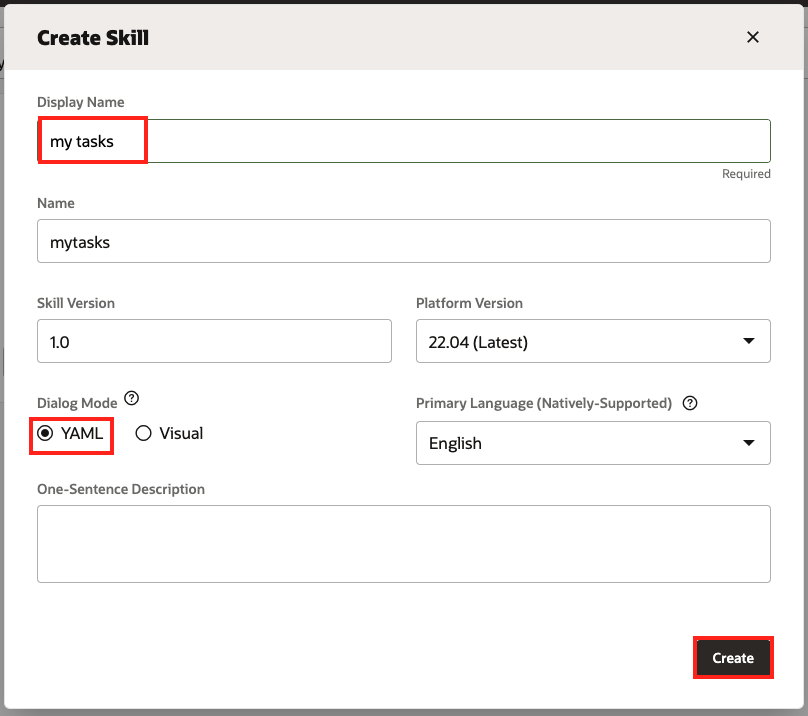 Create Skill
Display Name
my tasks
Required
Name
mytasks
Skill Version
Platform Version
1.0
22.04 (Latest)
Dialog Mode
Primary Language (Natively-Supported)
YAML
Visual
English
One-Sentence Description
Create